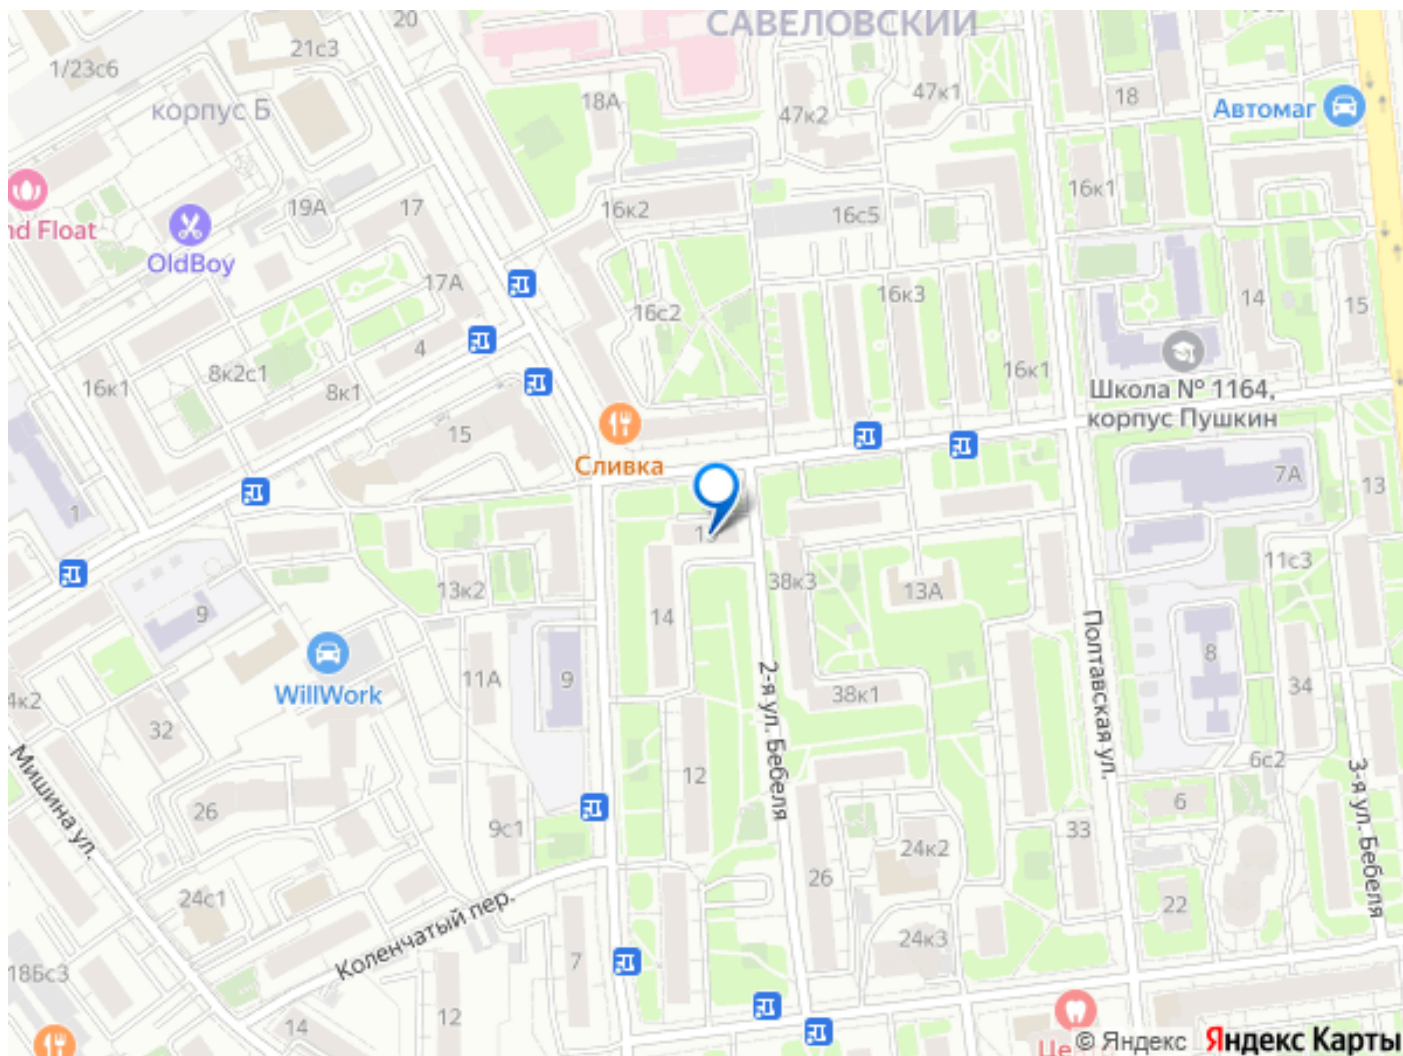 САВЕЛОВСКИЙ
20
21с3
1/23с6
корпус Б
18А
47к2
47к1
18
Автомаг
nd Float
OldBoy
19А
17
16к2
16с5
16к1
17А
16с2
16к3
14
15
4
8к2с1
8к1
16к1
16к1
Школа № 1164,
корпус Пушкин
15
Сливка
7А
13
1
13к2
38к3
13А
11с3
9
14
WillWork
11А
9
8
34
38к1
4к2
32
2-я ул. Бебеля
Полтавская ул.
Мишина ул.
12
6с2
3-я ул. Бебеля
26
9с1
6
33
24к2
26
24с1
22
Коленчатый пер.
24к3
18Бс3
7
12
14
© Яндекс
Яндекс Карты